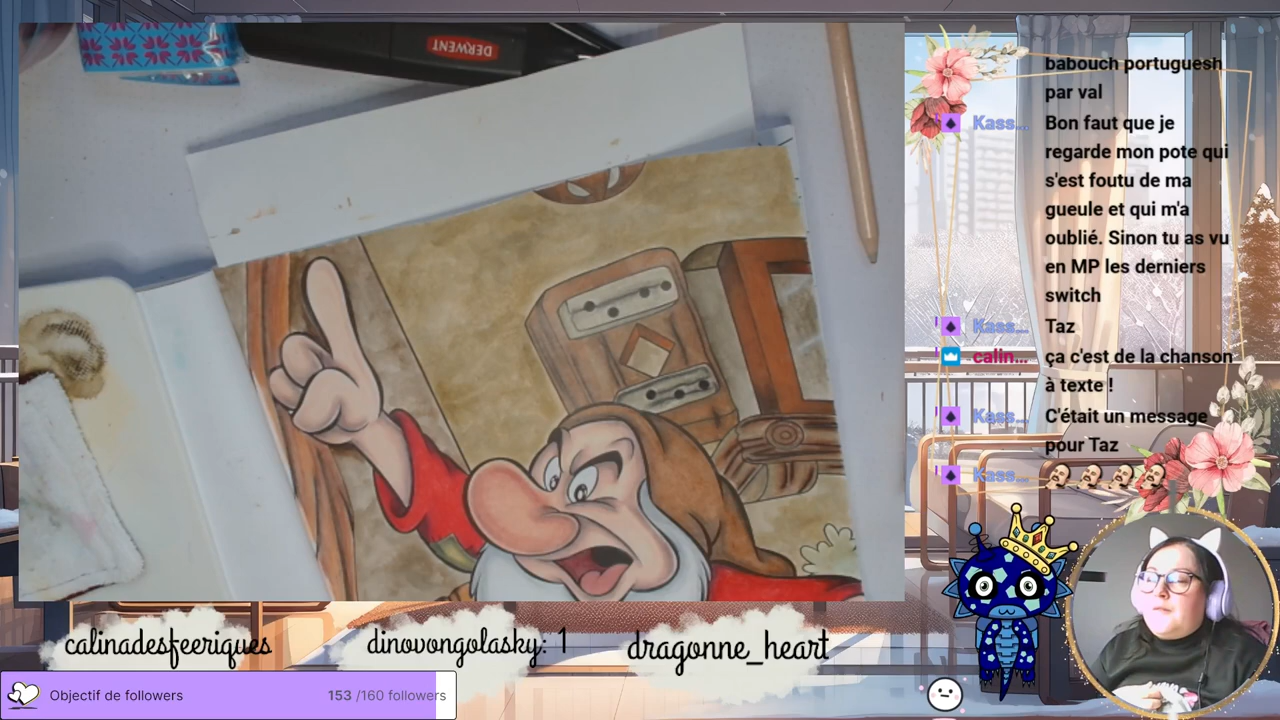 DERWENT
babouch portuguesh
par val
Kass... Bon faut que je
regarde mon pote qui
s'est foutu de ma
gueule et qui m'a
oublié. Sinon tu as vu
en MP les derniers
switch
Kass... Taz
calin... ça c'est de la chanson
à texte !
Kass... C'était un message
pour Taz
Kass...
calinadesfeeriques
dinovongolasky: 1
dragonne_heart
Objectif de followers 153 /160 followers